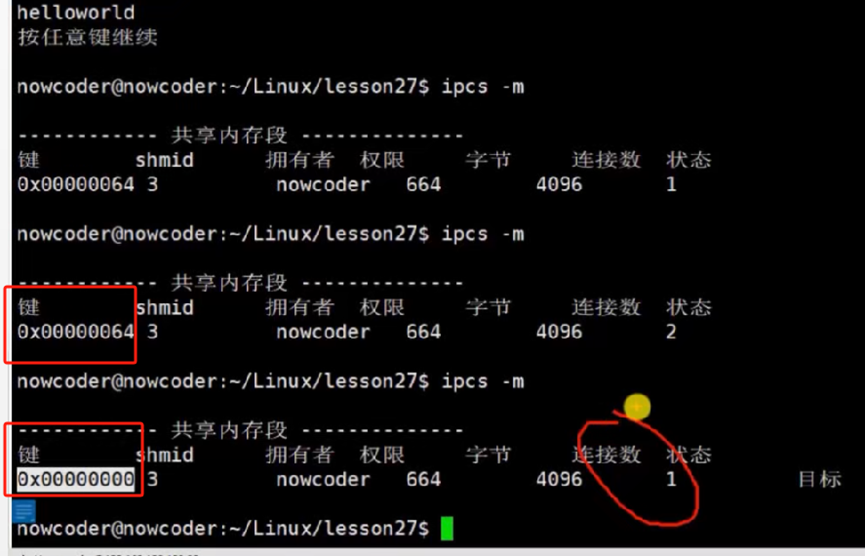 helloworld
按任意键继续
nowcoder@nowcoder:~/Linux/lesson27$ ipcs -m
------------ 共享内存段 --------------
键 shmid 拥有者 权限 字节 连接数 状态
0x00000064 3 nowcoder 664 4096 1
nowcoder@nowcoder:~/Linux/lesson27$ ipcs -m
------------ 共享内存段 --------------
键 shmid 拥有者 权限 字节 连接数 状态
0x00000064 3 nowcoder 664 4096 2
nowcoder@nowcoder:~/Linux/lesson27$ ipcs -m
------------ 共享内存段 --------------
键 shmid 拥有者 权限 字节 连接数 状态
0x00000000 3 nowcoder 664 4096 1 目标
nowcoder@nowcoder:~/Linux/lesson27$